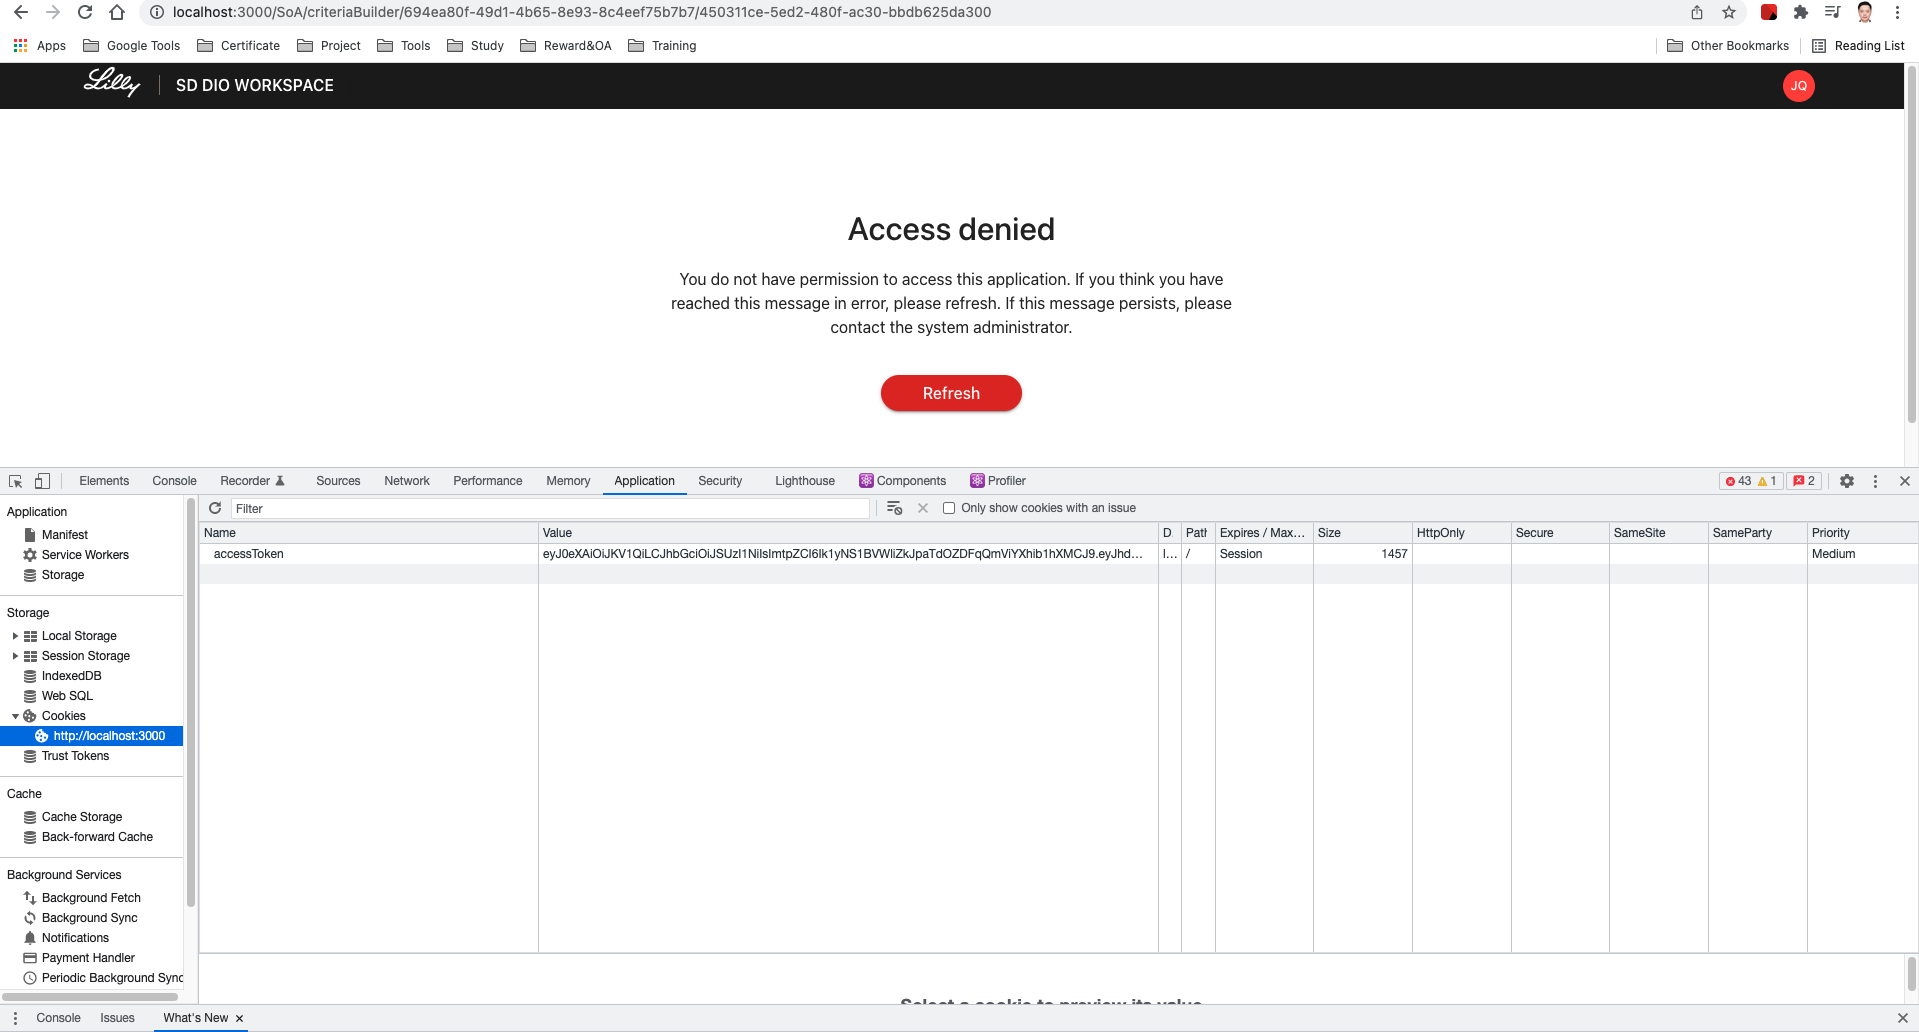 localhost:3000/SoA/criteriaBuilder/694ea80f-49d1-4b65-8e93-8c4eef75b7b7/450311ce-5ed2-480f-ac30-bbdb625da300
Apps Google Tools Certificate Project Tools Study Reward&OA Training Other Bookmarks Reading List
Lilly SD DIO WORKSPACE JQ
Access denied
You do not have permission to access this application. If you think you have
reached this message in error, please refresh. If this message persists, please
contact the system administrator.
Refresh
Elements Console Recorder Sources Network Performance Memory Application Security Lighthouse Components Profiler 43 1 2
Application
Manifest
Service Workers
Storage
Storage
Local Storage
Session Storage
IndexedDB
Web SQL
Cookies
http://localhost:3000
Trust Tokens
Cache
Cache Storage
Back-forward Cache
Background Services
Background Fetch
Background Sync
Notifications
Payment Handler
Periodic Background Sync
Filter Only show cookies with an issue
Name Value D Path Expires / Max... Size HttpOnly Secure SameSite SameParty Priority
accessToken l... / Session 1457 Medium
Select a cookie to preview its value
Console Issues What's New